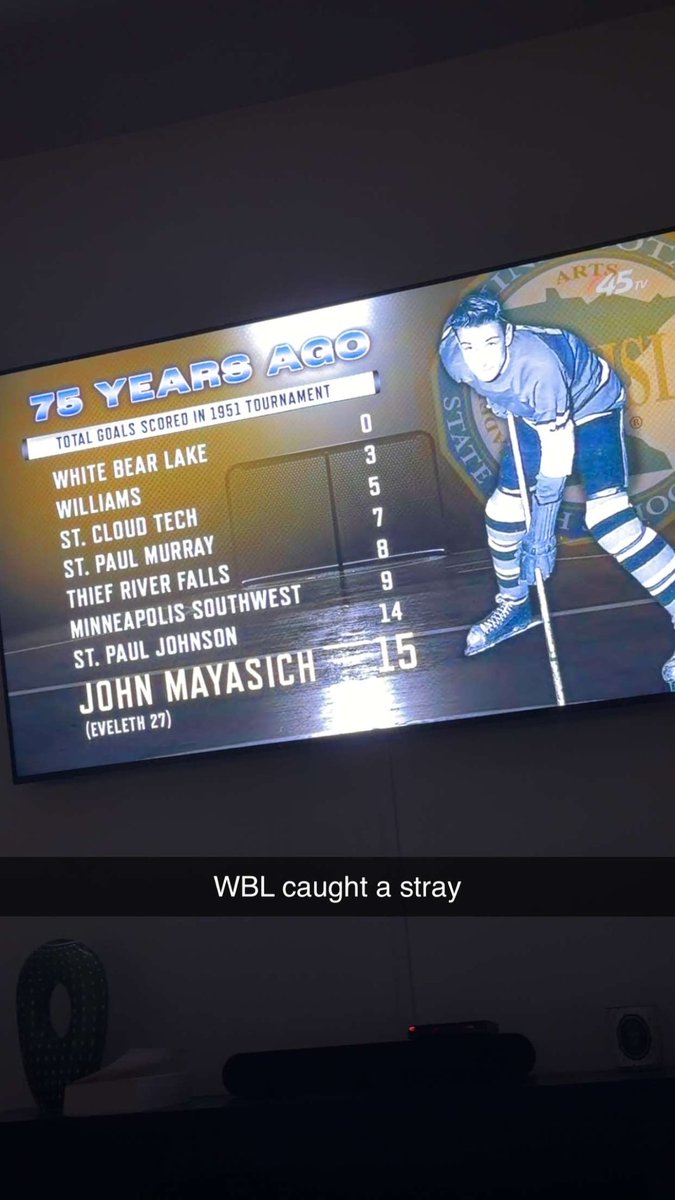 75 YEARS AGO
TOTAL GOALS SCORED IN 1951 TOURNAMENT
WHITE BEAR LAKE 0
WILLIAMS 3
ST. CLOUD TECH 5
ST. PAUL MURRAY 7
THIEF RIVER FALLS 8
MINNEAPOLIS SOUTHWEST 9
ST. PAUL JOHNSON 14
JOHN MAYASICH 15
(EVELETH 27)
ARTS
45TV
STATE
®
WBL caught a stray